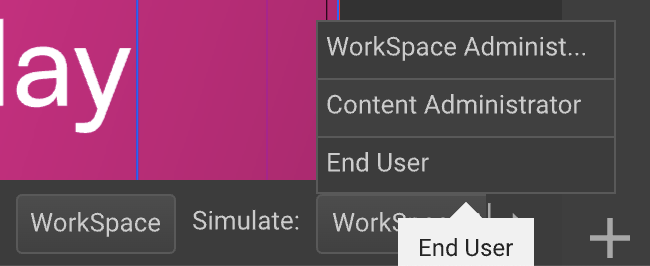 lay
WorkSpace Administ...
Content Administrator
End User
WorkSpace
Simulate:
End User